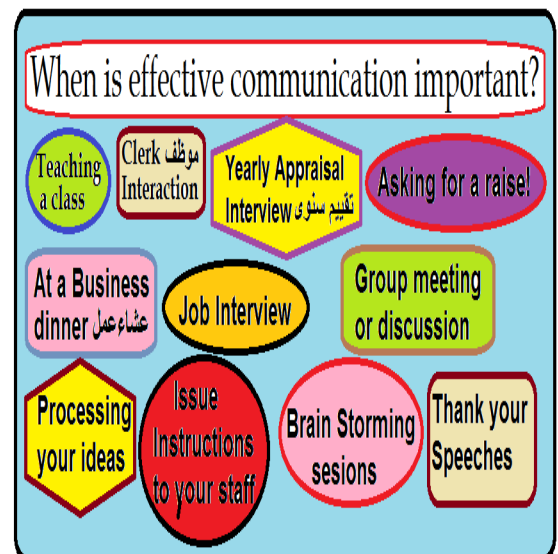 When is effective communication important?
Teaching
a class
Clerk موظف
Interaction
Yearly Appraisal
Interview تقييم سنوى
Asking for a raise!
At a Business
dinner عشاء عمل
Job Interview
Group meeting
or discussion
Processing
your ideas
Issue
Instructions
to your staff
Brain Storming
sesions
Thank your
Speeches